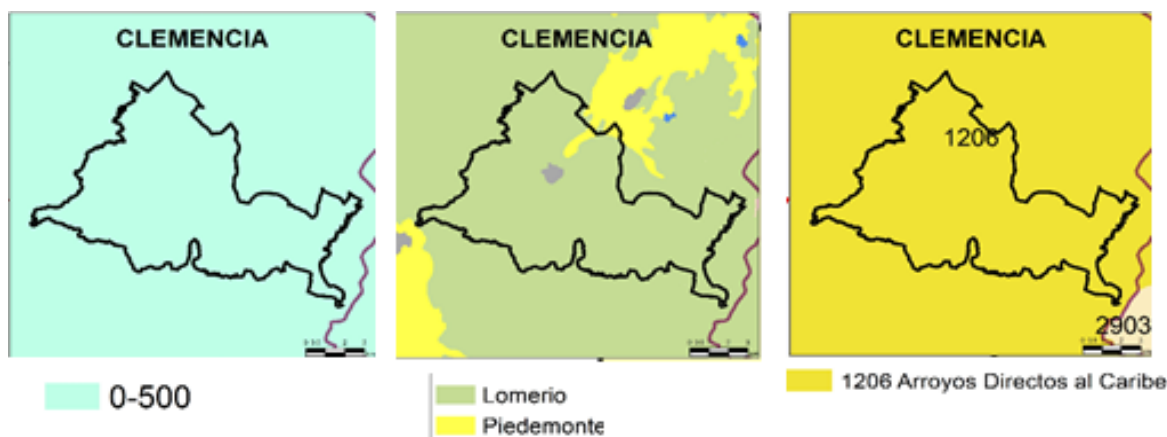 CLEMENCIA
CLEMENCIA
CLEMENCIA
1206
2903
0-500
Lomerio
Piedemonte
1206 Arroyos Directos al Caribe